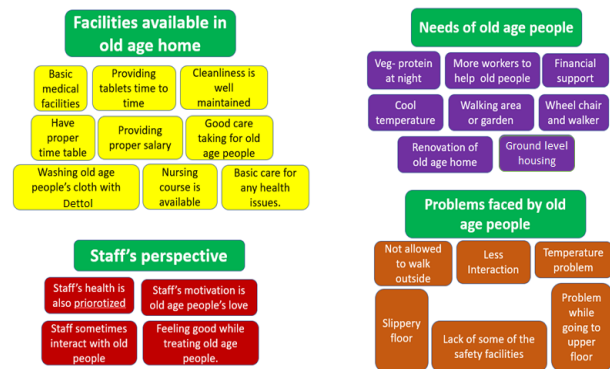 Facilities available in
old age home
Basic
medical
facilities
Providing
tablets time to
time
Cleanliness is
well
maintained
Have
proper
time table
Providing
proper salary
Good care
taking for old
age people
Washing old age
people's cloth with
Dettol
Nursing
course is
available
Basic care for
any health
issues.
Staff's perspective
Staff's health is
also priorotized
Staff's motivation is
old age people's love
Staff sometimes
interact with old
people
Feeling good while
treating old age
people.
Needs of old age people
Veg- protein
at night
More workers to
help old people
Financial
support
Cool
temperature
Walking area
or garden
Wheel chair
and walker
Renovation of
old age home
Ground level
housing
Problems faced by old
age people
Not allowed
to walk
outside
Less
Interaction
Temperature
problem
Slippery
floor
Lack of some of the
safety facilities
Problem
while
going to
upper
floor